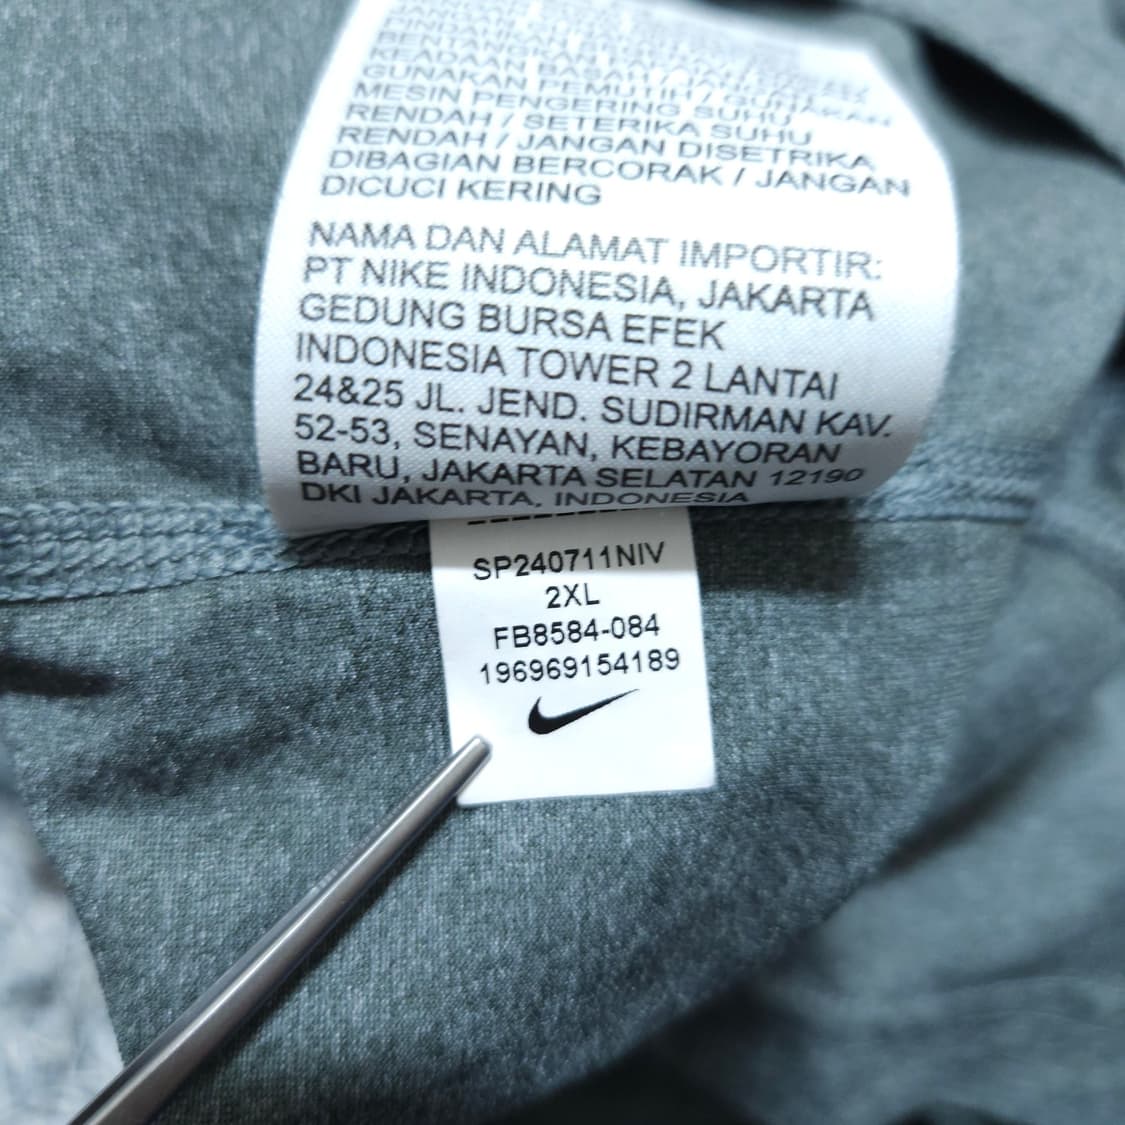 KEADAAN BASAH / JANGAN
GUNAKAN PEMUTIH / GUNAKAN
MESIN PENGERING SUHU
RENDAH / SETERIKA SUHU
RENDAH / JANGAN DISETRIKA
DIBAGIAN BERCORAK / JANGAN
DICUCI KERING
NAMA DAN ALAMAT IMPORTIR:
PT NIKE INDONESIA, JAKARTA
GEDUNG BURSA EFEK
INDONESIA TOWER 2 LANTAI
24&25 JL. JEND. SUDIRMAN KAV.
52-53, SENAYAN, KEBAYORAN
BARU, JAKARTA SELATAN 12190
DKI JAKARTA, INDONESIA
SP240711NIV
2XL
FB8584-084
196969154189